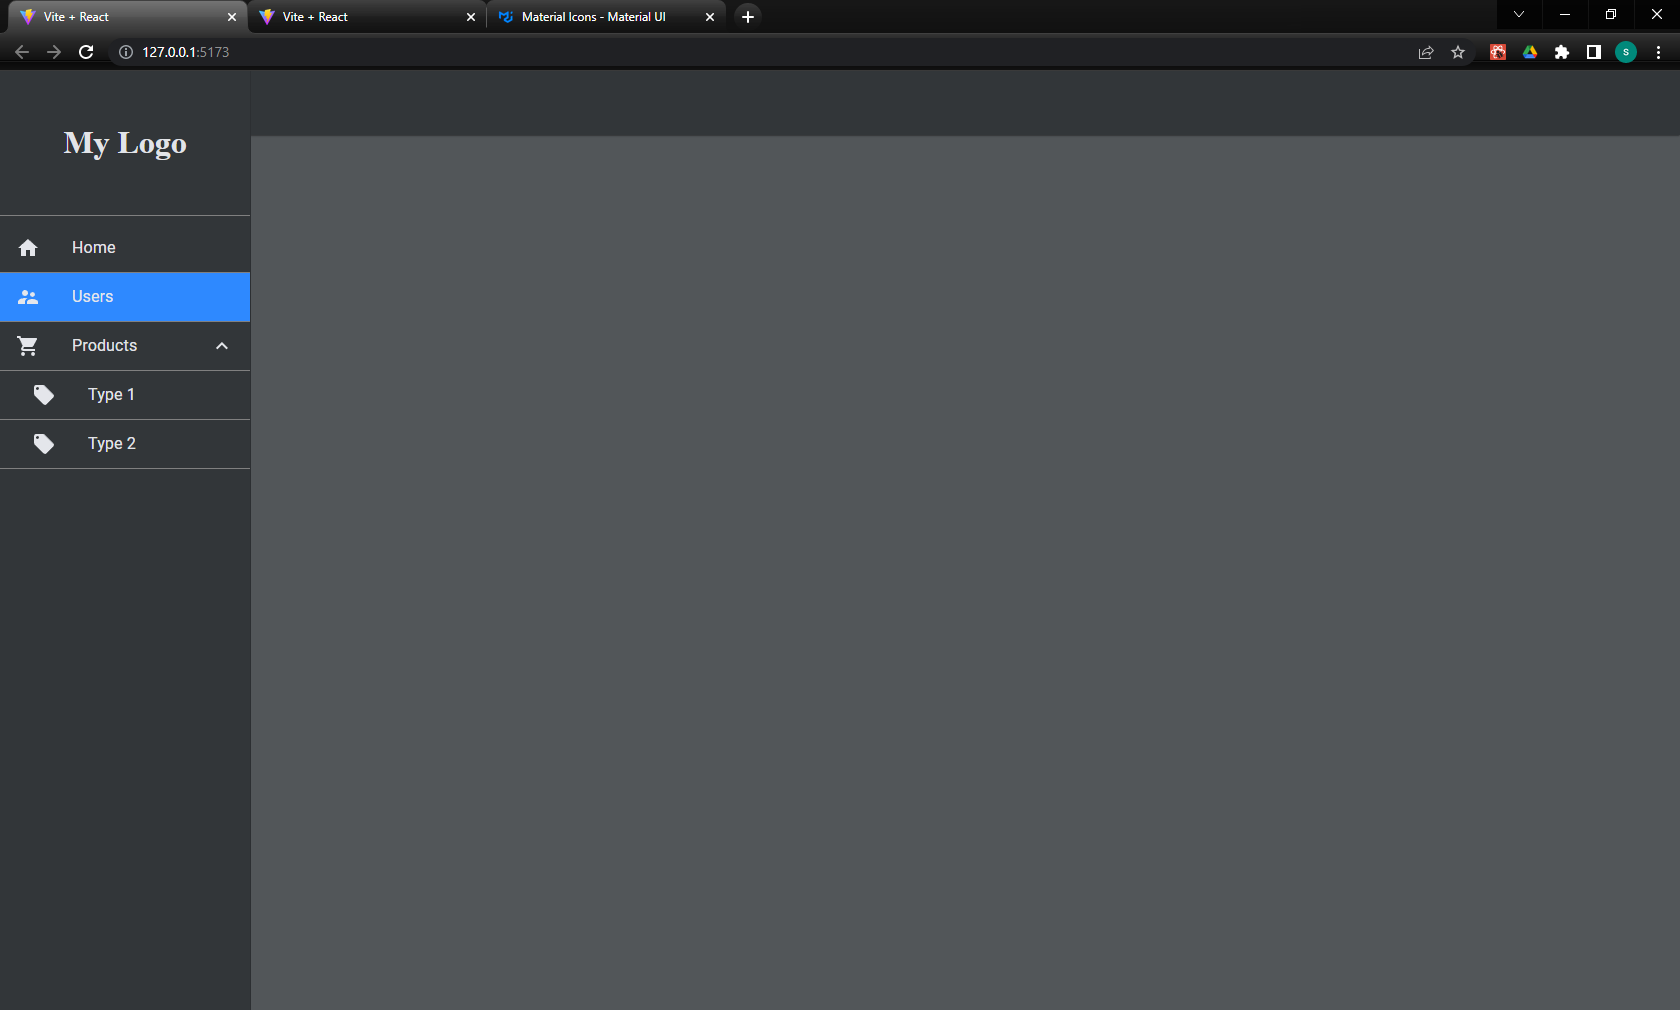 Vite + React
Vite + React
Material Icons - Material UI
127.0.0.1:5173
S
My Logo
Home
Users
Products
Type 1
Type 2